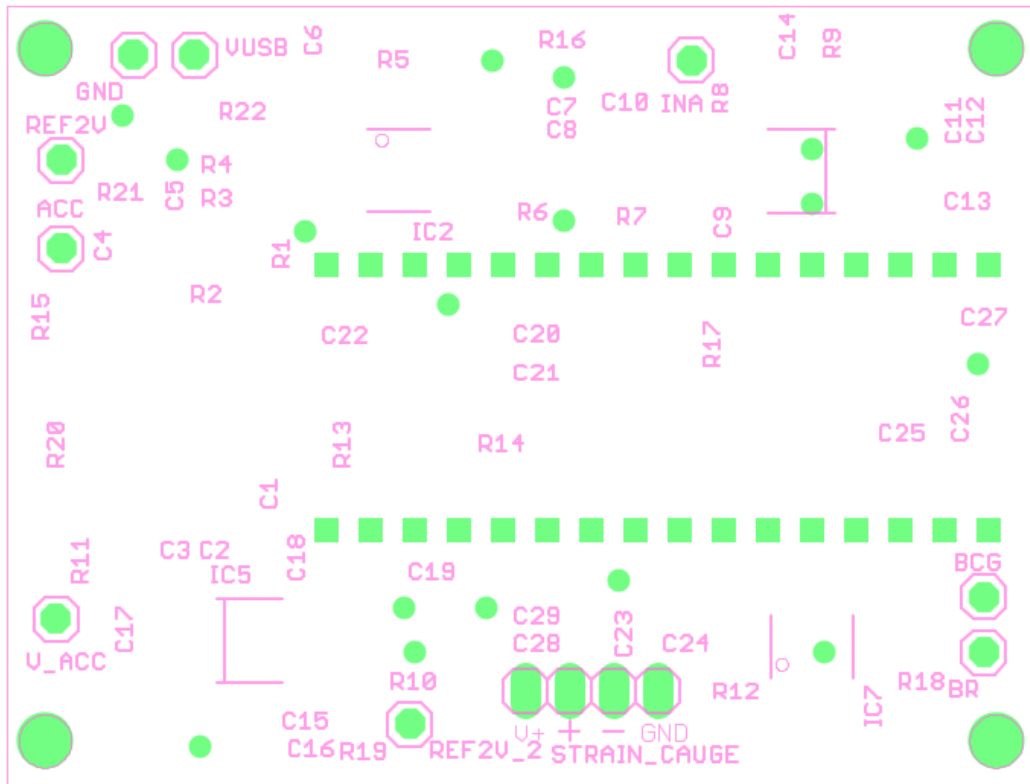 VUSB
C6
R5
R16
C14
R9
GND
C7
C10
INA
R8
R22
REF2V
C8
C11
C12
R4
R21
C5
R3
C13
ACC
R6
R7
C9
IC2
C4
R1
R2
R15
C22
C20
R17
C27
C21
R20
R13
R14
C25
C26
C1
C18
C3
C2
IC5
R11
C19
BCG
C17
C29
C28
C23
C24
V_ACC
R10
R12
R18
BR
IC7
C15
C16
R19
REF2V_2
V+
+
−
GND
STRAIN_CAUGE